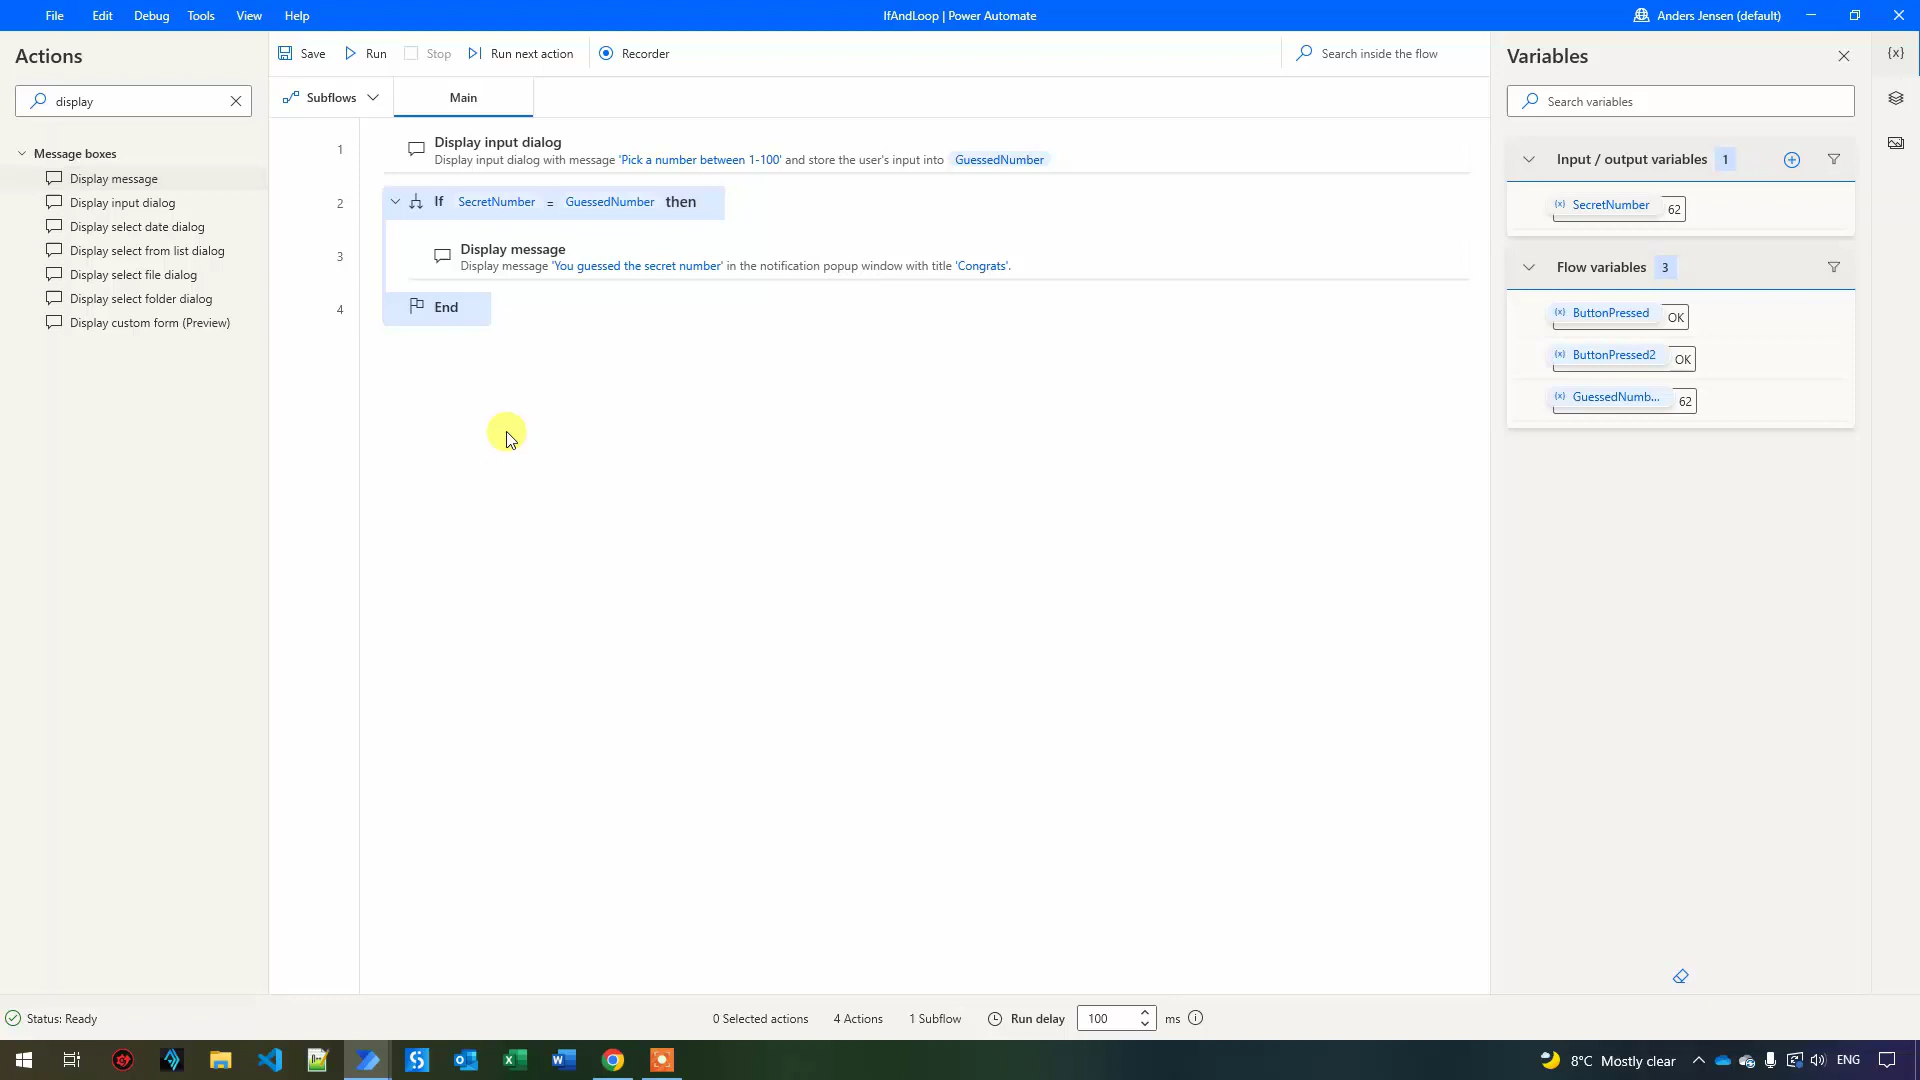 File Edit Debug Tools View Help
IfAndLoop | Power Automate
Anders Jensen (default)
Actions
display
Message boxes
Display message
Display input dialog
Display select date dialog
Display select from list dialog
Display select file dialog
Display select folder dialog
Display custom form (Preview)
Save Run Stop Run next action Recorder
Search inside the flow
Subflows Main
1 Display input dialog
Display input dialog with message 'Pick a number between 1-100' and store the user's input into GuessedNumber
2 If SecretNumber = GuessedNumber then
3 Display message
Display message 'You guessed the secret number' in the notification popup window with title 'Congrats'.
4 End
Variables
{x}
Search variables
Input / output variables 1
(x) SecretNumber 62
Flow variables 3
(x) ButtonPressed OK
(x) ButtonPressed2 OK
(x) GuessedNumb... 62
Status: Ready
0 Selected actions 4 Actions 1 Subflow Run delay 100 ms
8°C Mostly clear
ENG